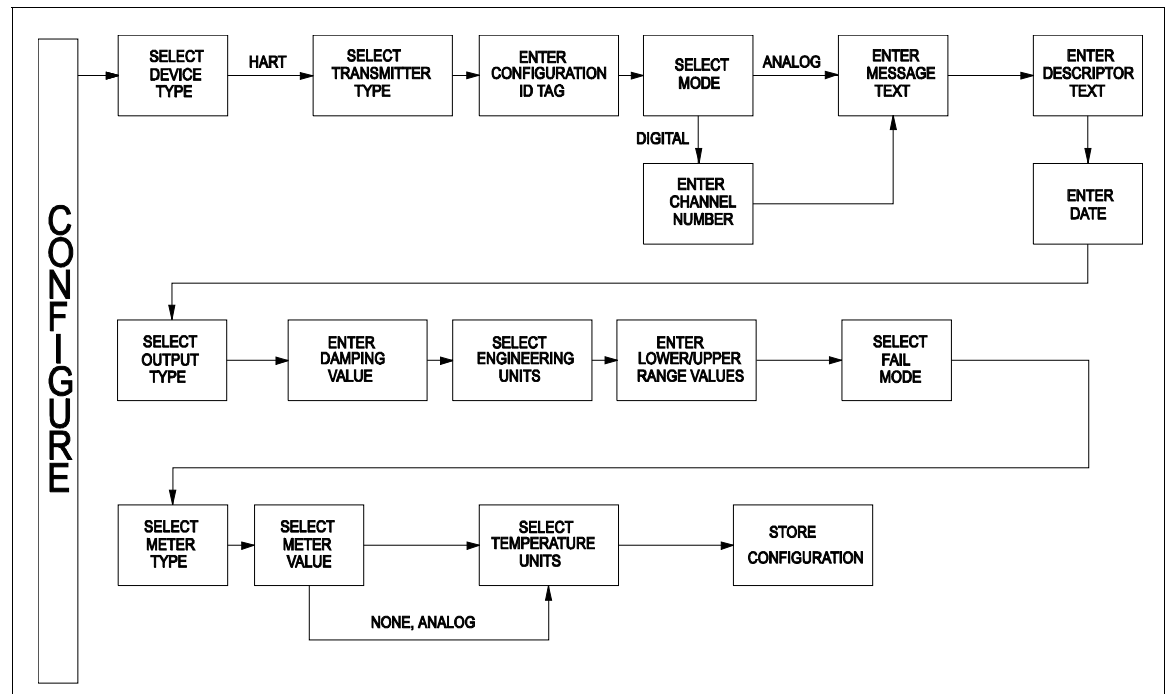 CONFIGURE
SELECT
DEVICE
TYPE
HART
SELECT
TRANSMITTER
TYPE
ENTER
CONFIGURATION
ID TAG
SELECT
MODE
ANALOG
ENTER
MESSAGE
TEXT
ENTER
DESCRIPTOR
TEXT
DIGITAL
ENTER
CHANNEL
NUMBER
ENTER
DATE
SELECT
OUTPUT
TYPE
ENTER
DAMPING
VALUE
SELECT
ENGINEERING
UNITS
ENTER
LOWER/UPPER
RANGE VALUES
SELECT
FAIL
MODE
SELECT
METER
TYPE
SELECT
METER
VALUE
SELECT
TEMPERATURE
UNITS
STORE
CONFIGURATION
NONE, ANALOG